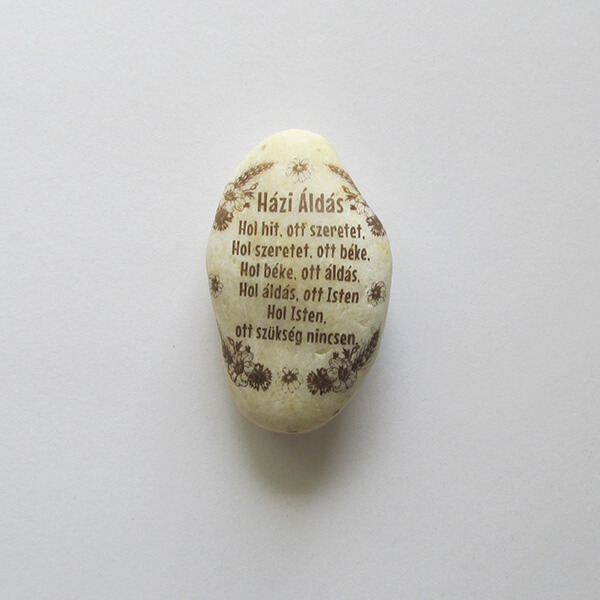 Házi Áldás
Hol hit, ott szeretet,
Hol szeretet, ott béke,
Hol béke, ott áldás,
Hol áldás, ott Isten
Hol Isten,
ott szükség nincsen.